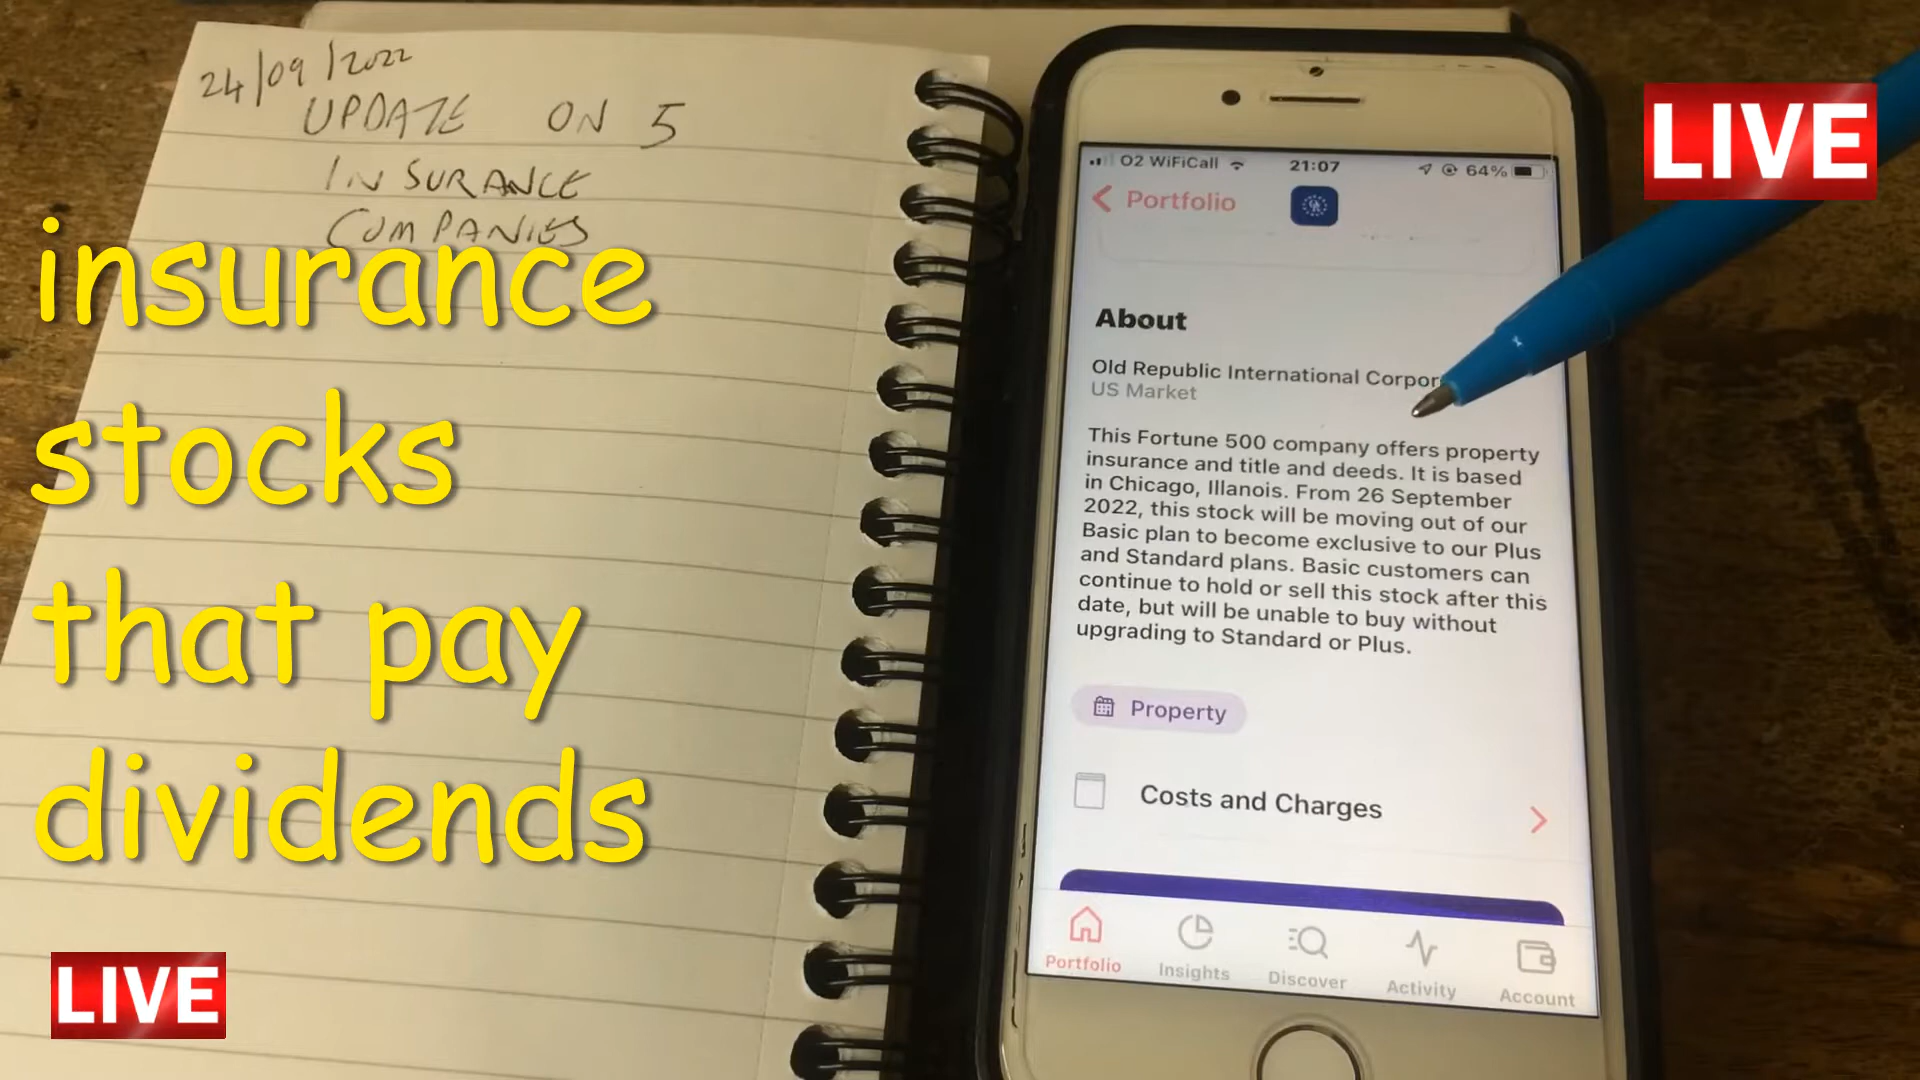 24/09/2022
UPDATE ON 5
INSURANCE
COMPANIES
insurance
stocks
that pay
dividends
LIVE
LIVE
O2 WiFiCall 21:07 64%
Portfolio
About
Old Republic International Corpor
US Market
This Fortune 500 company offers property
insurance and title and deeds. It is based
in Chicago, Illanois. From 26 September
2022, this stock will be moving out of our
Basic plan to become exclusive to our Plus
and Standard plans. Basic customers can
continue to hold or sell this stock after this
date, but will be unable to buy without
upgrading to Standard or Plus.
Property
Costs and Charges
Portfolio Insights Discover Activity Account